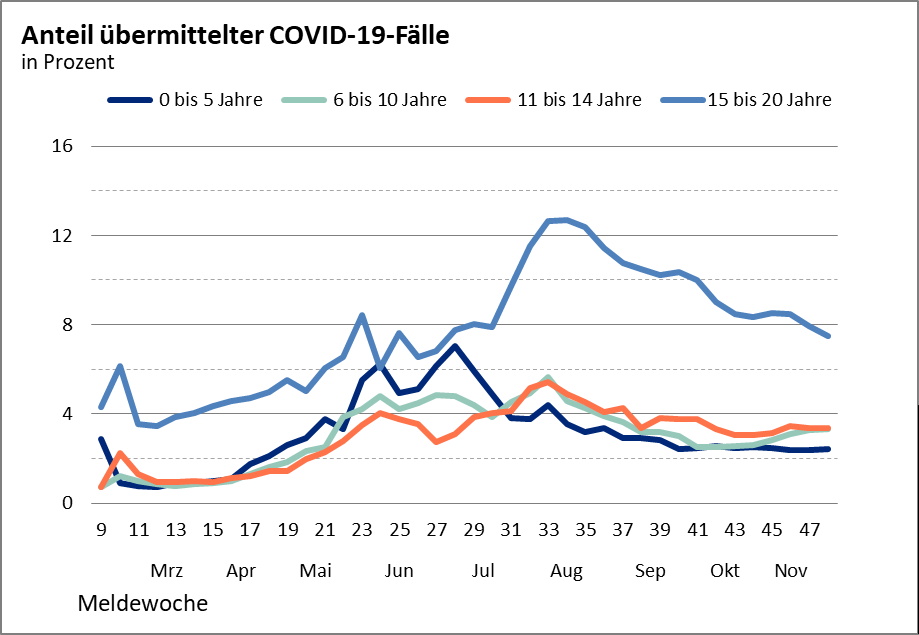 Anteil übermittelter COVID-19-Fälle
in Prozent
0 bis 5 Jahre 6 bis 10 Jahre 11 bis 14 Jahre 15 bis 20 Jahre
16
12
8
4
0
9 11 13 15 17 19 21 23 25 27 29 31 33 35 37 39 41 43 45 47
Mrz Apr Mai Jun Jul Aug Sep Okt Nov
Meldewoche